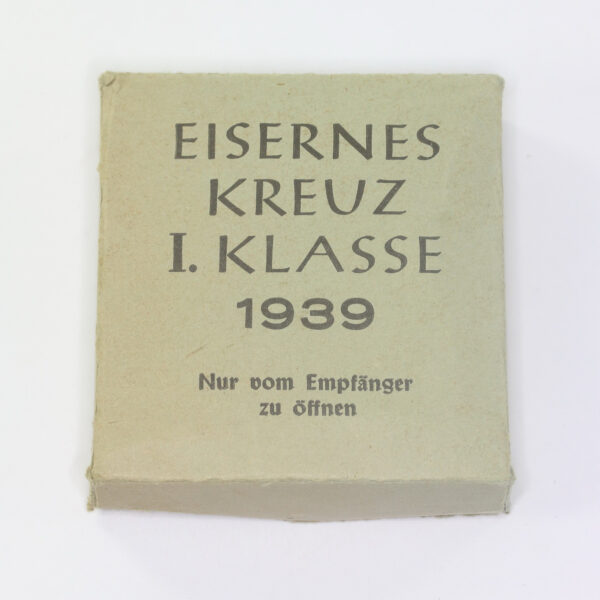 EISERNES
KREUZ
I. KLASSE
1939
Nur vom Empfänger
zu öffnen